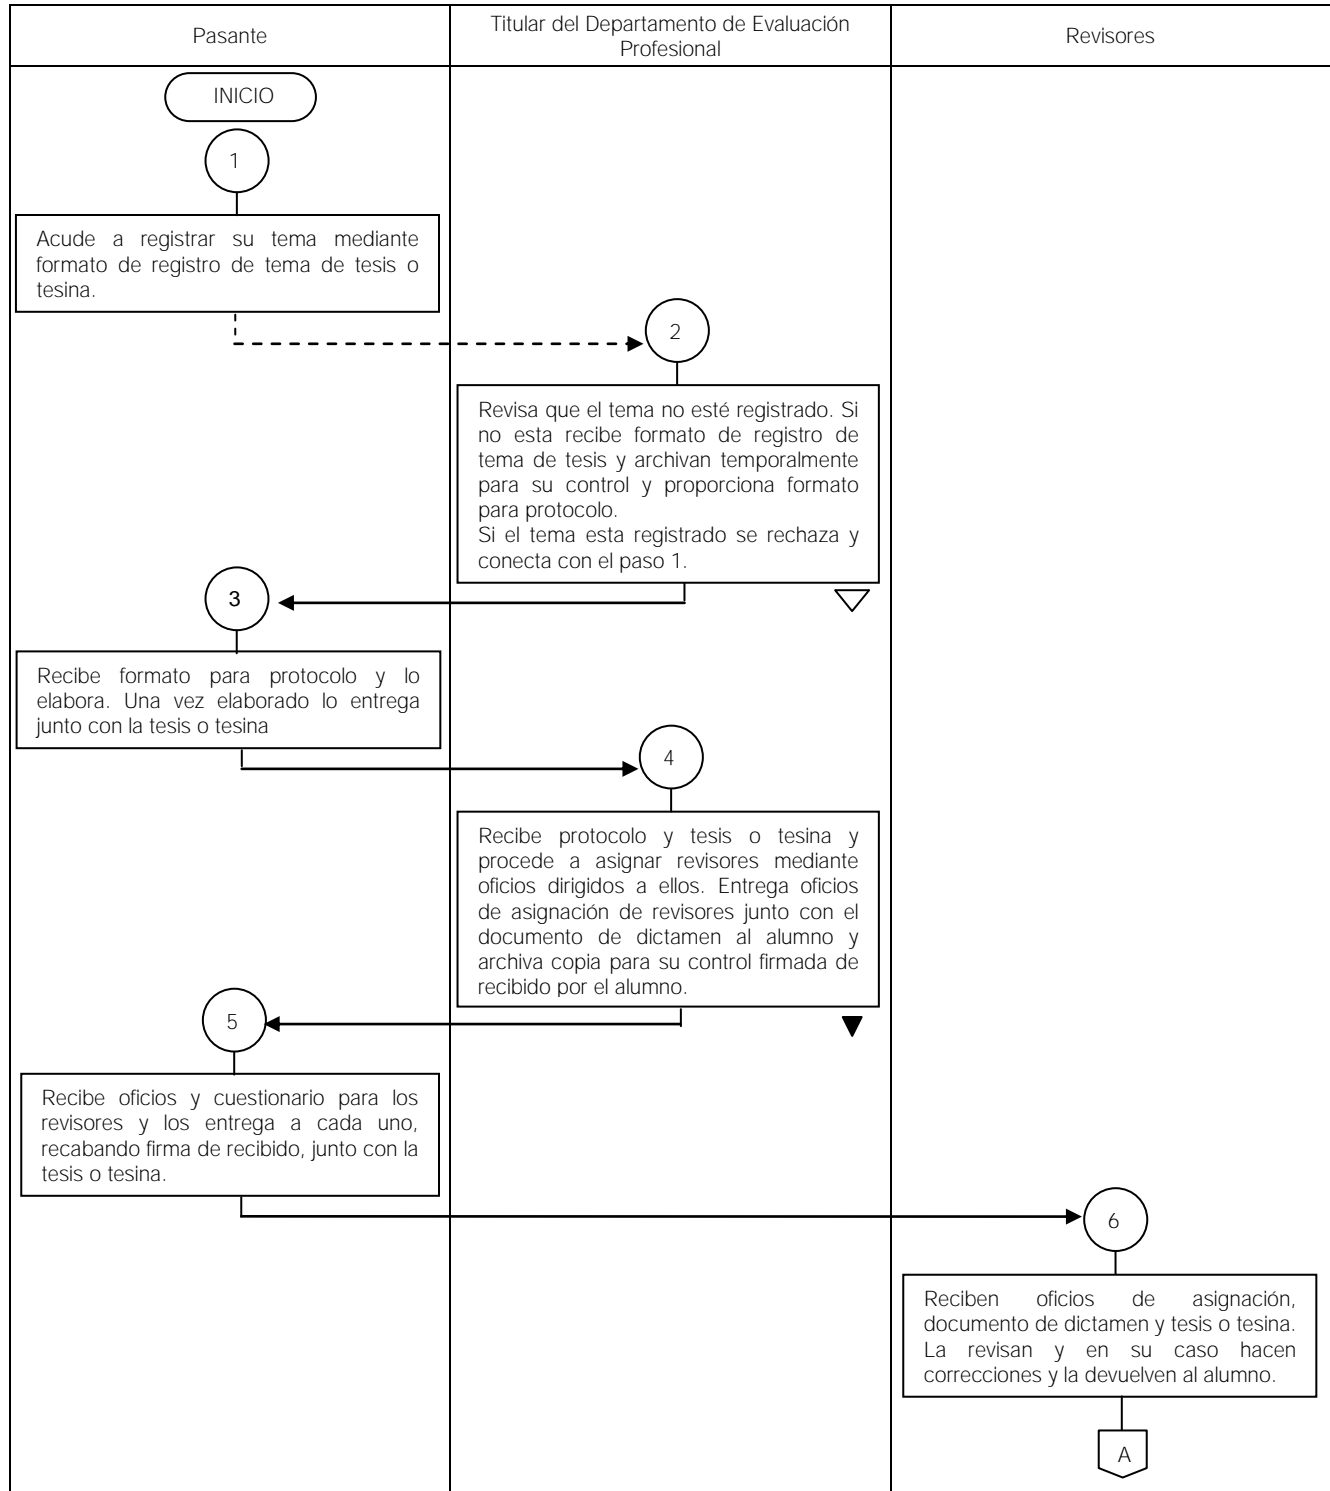 Pasante
Titular del Departamento de Evaluación
Profesional
Revisores
INICIO
1
Acude a registrar su tema mediante
formato de registro de tema de tesis o
tesina.
2
Revisa que el tema no esté registrado. Si
no esta recibe formato de registro de
tema de tesis y archivan temporalmente
para su control y proporciona formato
para protocolo.
Si el tema esta registrado se rechaza y
conecta con el paso 1.
3
Recibe formato para protocolo y lo
elabora. Una vez elaborado lo entrega
junto con la tesis o tesina
4
Recibe protocolo y tesis o tesina y
procede a asignar revisores mediante
oficios dirigidos a ellos. Entrega oficios
de asignación de revisores junto con el
documento de dictamen al alumno y
archiva copia para su control firmada de
recibido por el alumno.
5
Recibe oficios y cuestionario para los
revisores y los entrega a cada uno,
recabando firma de recibido, junto con la
tesis o tesina.
6
Reciben oficios de asignación,
documento de dictamen y tesis o tesina.
La revisan y en su caso hacen
correcciones y la devuelven al alumno.
A